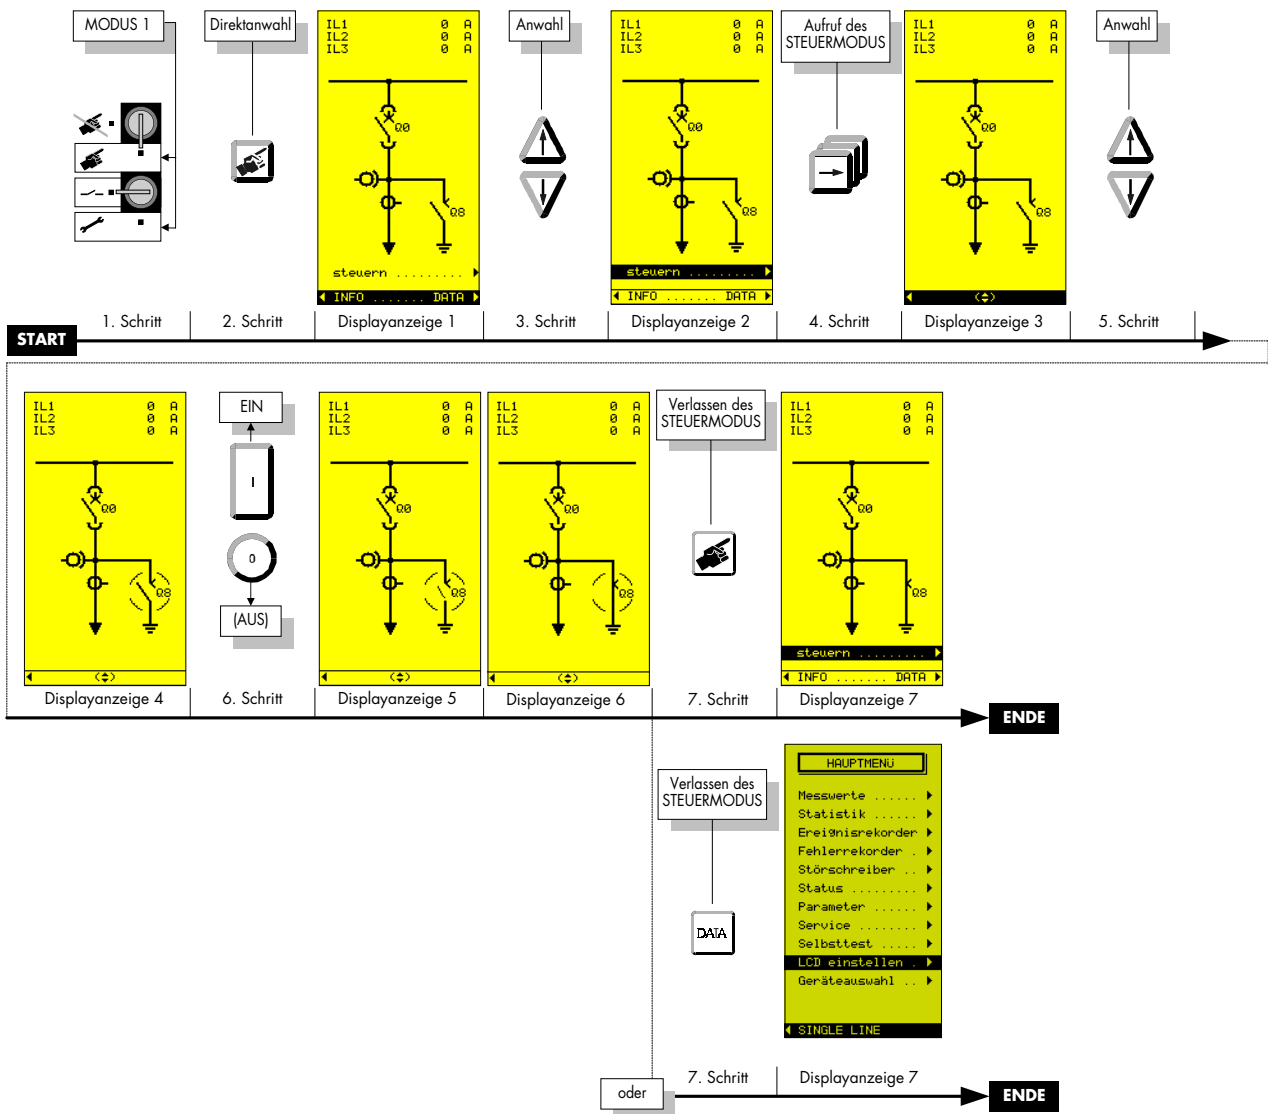 MODUS 1
Direktanwahl
IL1 0 A
IL2 0 A
IL3 0 A
Q0
Q8
steuern .........
INFO ....... DATA
Anwahl
IL1 0 A
IL2 0 A
IL3 0 A
Q0
Q8
steuern .........
INFO ....... DATA
Aufruf des
STEUERMODUS
IL1 0 A
IL2 0 A
IL3 0 A
Q0
Q8
Anwahl
1. Schritt
2. Schritt
Displayanzeige 1
3. Schritt
Displayanzeige 2
4. Schritt
Displayanzeige 3
5. Schritt
START
IL1 0 A
IL2 0 A
IL3 0 A
Q0
Q8
EIN
I
0
(AUS)
IL1 0 A
IL2 0 A
IL3 0 A
Q0
Q8
IL1 0 A
IL2 0 A
IL3 0 A
Q0
Q8
Verlassen des
STEUERMODUS
IL1 0 A
IL2 0 A
IL3 0 A
Q0
Q8
steuern .........
INFO ....... DATA
Displayanzeige 4
6. Schritt
Displayanzeige 5
Displayanzeige 6
7. Schritt
Displayanzeige 7
ENDE
Verlassen des
STEUERMODUS
DATA
HAUPTMENü
Messwerte ......
Statistik ......
Ereignisrekorder
Fehlerrekorder .
Störschreiber ..
Status .........
Parameter ......
Service ........
Selbsttest .....
LCD einstellen .
Geräteauswahl ..
SINGLE LINE
oder
7. Schritt
Displayanzeige 7
ENDE